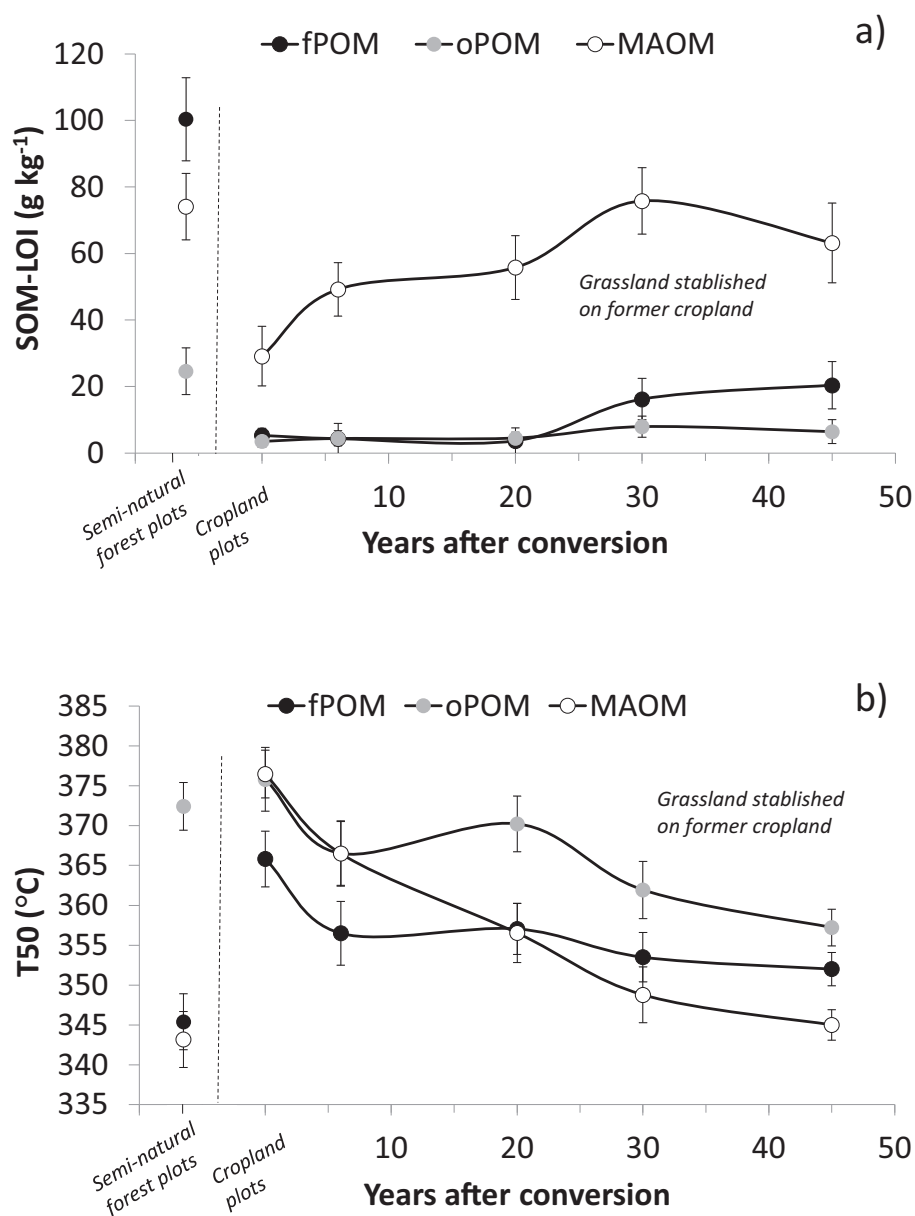 a)
fPOM oPOM MAOM
120
100
80
60
40
20
0
SOM-LOI (g kg-1)
Grassland stablished
on former cropland
Semi-natural
forest plots
Cropland
plots
10 20 30 40 50
Years after conversion
b)
fPOM oPOM MAOM
385
380
375
370
365
360
355
350
345
340
335
T50 (°C)
Grassland stablished
on former cropland
Semi-natural
forest plots
Cropland
plots
10 20 30 40 50
Years after conversion